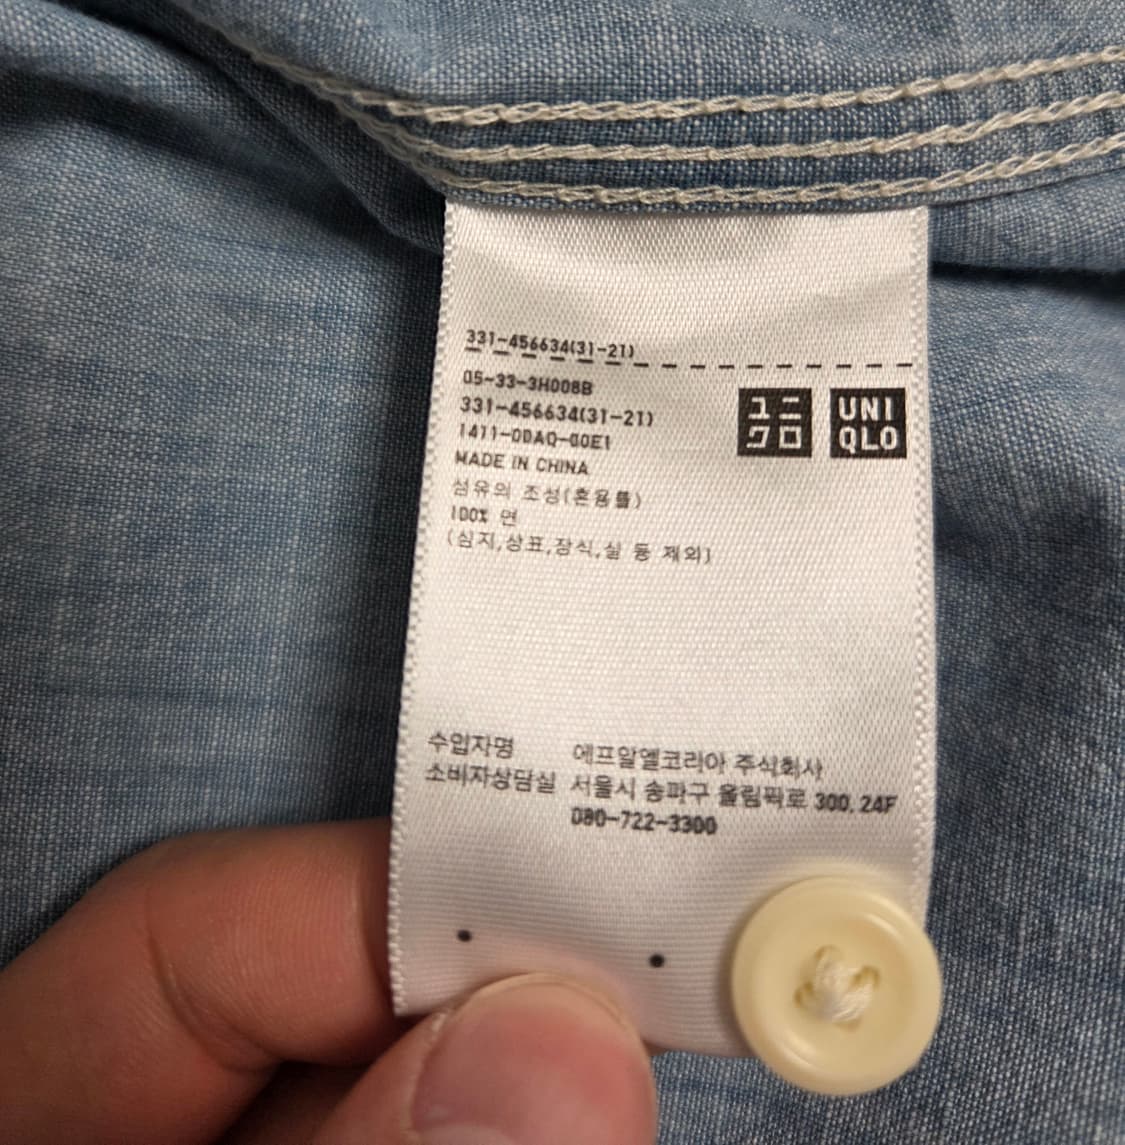 331-456634(31-21)
05-33-3H008B
331-456634(31-21)
1411-0DAQ-00E1
MADE IN CHINA
섬유의 조성(혼용률)
100% 면
(심지,상표,장식,실 등 제외)
ユニ
クロ
UNI
QLO
수입자명 에프알엘코리아 주식회사
소비자상담실 서울시 송파구 올림픽로 300, 24F
080-722-3300